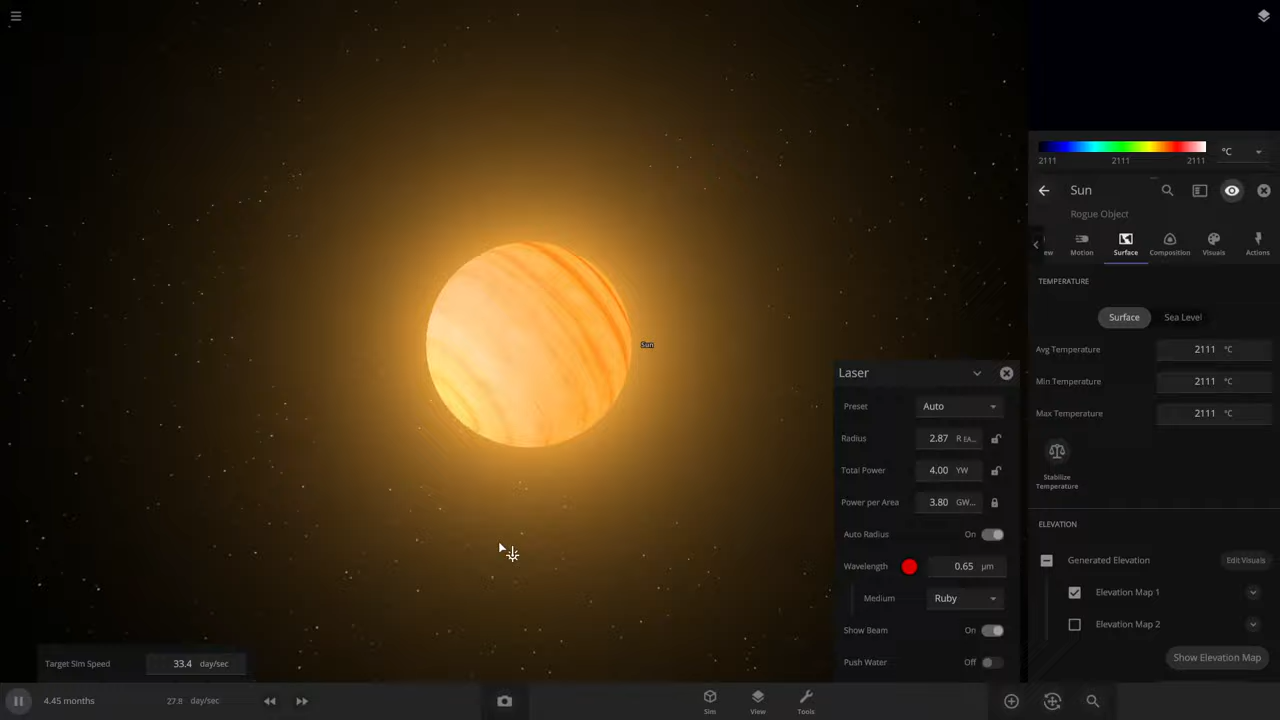 °C
2111 2111 2111
Sun
Rogue Object
ew Motion Surface Composition Visuals Actions
TEMPERATURE
Surface Sea Level
Avg Temperature 2111 °C
Min Temperature 2111 °C
Max Temperature 2111 °C
Stabilize
Temperature
ELEVATION
Generated Elevation Edit Visuals
Elevation Map 1
Elevation Map 2
Show Elevation Map
Sun
Laser
Preset Auto
Radius 2.87 R EA...
Total Power 4.00 YW
Power per Area 3.80 GW...
Auto Radius On
Wavelength 0.65 µm
Medium Ruby
Show Beam On
Push Water Off
Target Sim Speed 33.4 day/sec
4.45 months 27.8 day/sec
Sim View Tools